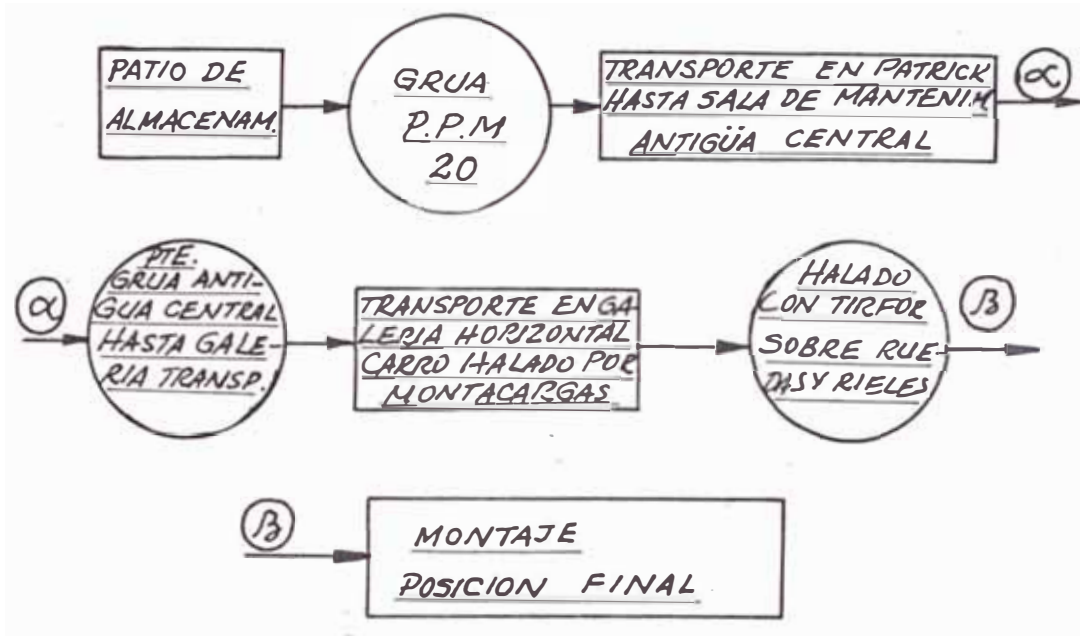 PATIO DE
ALMACENAM.
GRUA
P.P.M
20
TRANSPORTE EN PATRICK
HASTA SALA DE MANTENIM
ANTIGÜA CENTRAL
α
α
PTE.
GRUA ANTI-
GUA CENTRAL
HASTA GALE-
RIA TRANSP.
TRANSPORTE EN GA-
LERIA HORIZONTAL
CARRO HALADO POR
MONTACARGAS
HALADO
CON TIRFOR
SOBRE RUE-
DAS Y RIELES
β
β
MONTAJE
POSICION FINAL